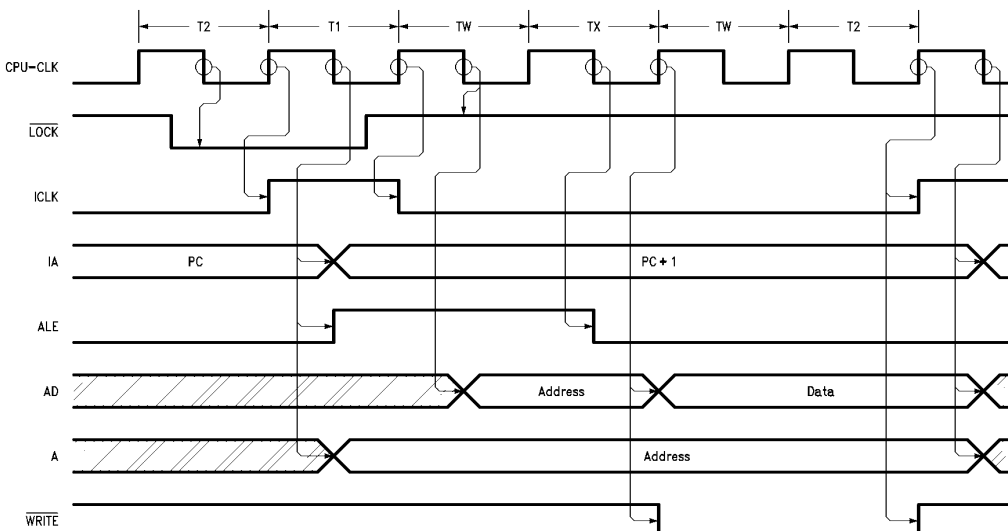 T2 T1 TW TX TW T2
CPU-CLK
LOCK
ICLK
IA PC PC + 1
ALE
AD Address Data
A Address
WRITE